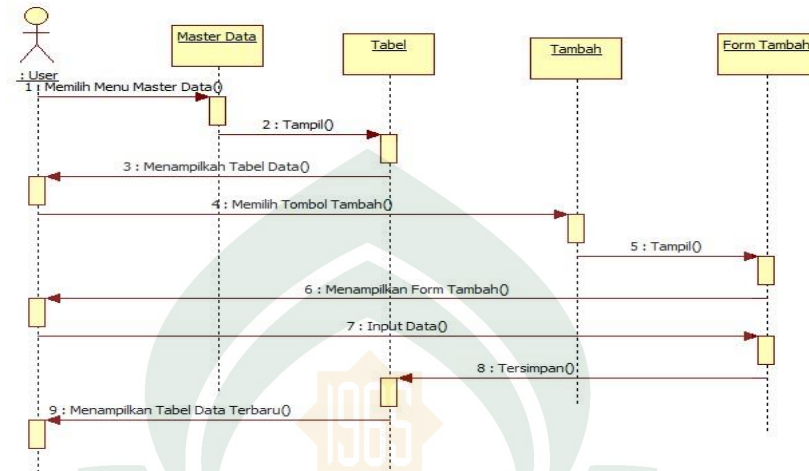 Master Data
Tabel
Tambah
Form Tambah
: User
1 : Memilih Menu Master Data()
2 : Tampil()
3 : Menampilkan Tabel Data()
4 : Memilih Tombol Tambah()
5 : Tampil()
6 : Menampilkan Form Tambah()
7 : Input Data()
8 : Tersimpan()
9 : Menampilkan Tabel Data Terbaru()
1965